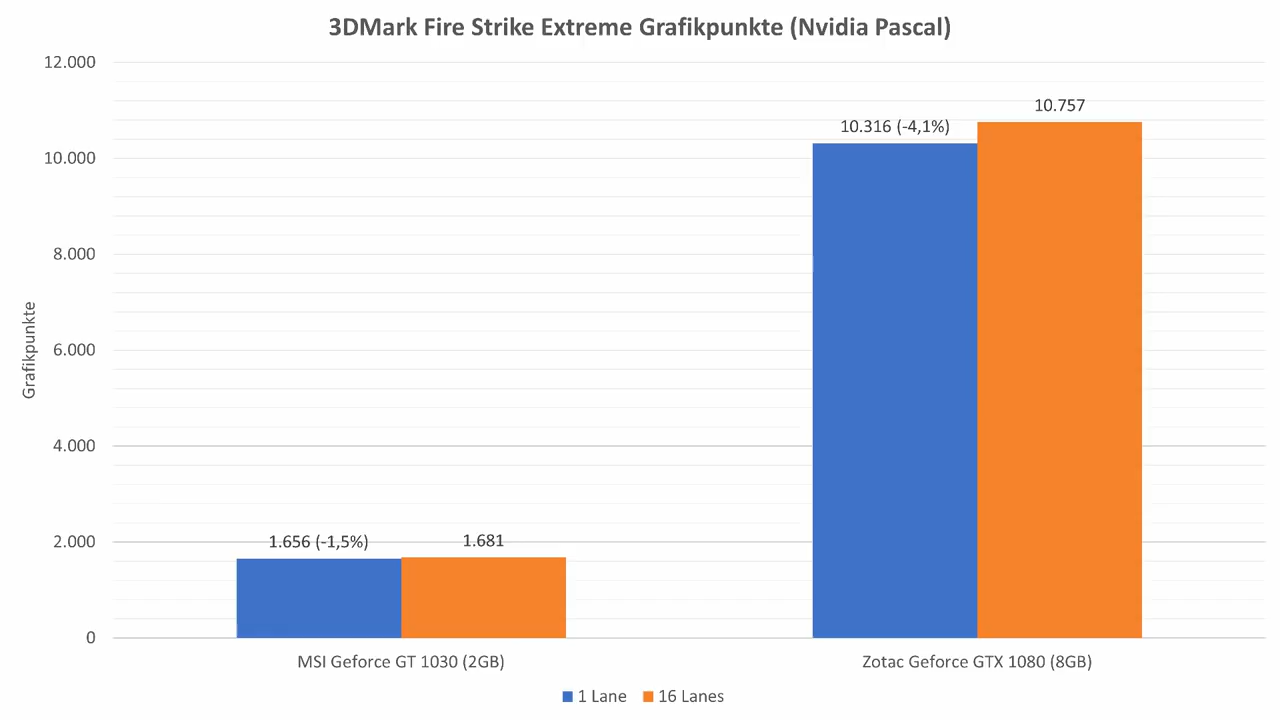 3DMark Fire Strike Extreme Grafikpunkte (Nvidia Pascal)
12.000
10.000
8.000
6.000
4.000
2.000
0
Grafikpunkte
1.656 (-1,5%)
1.681
10.316 (-4,1%)
10.757
MSI Geforce GT 1030 (2GB)
Zotac Geforce GTX 1080 (8GB)
1 Lane
16 Lanes